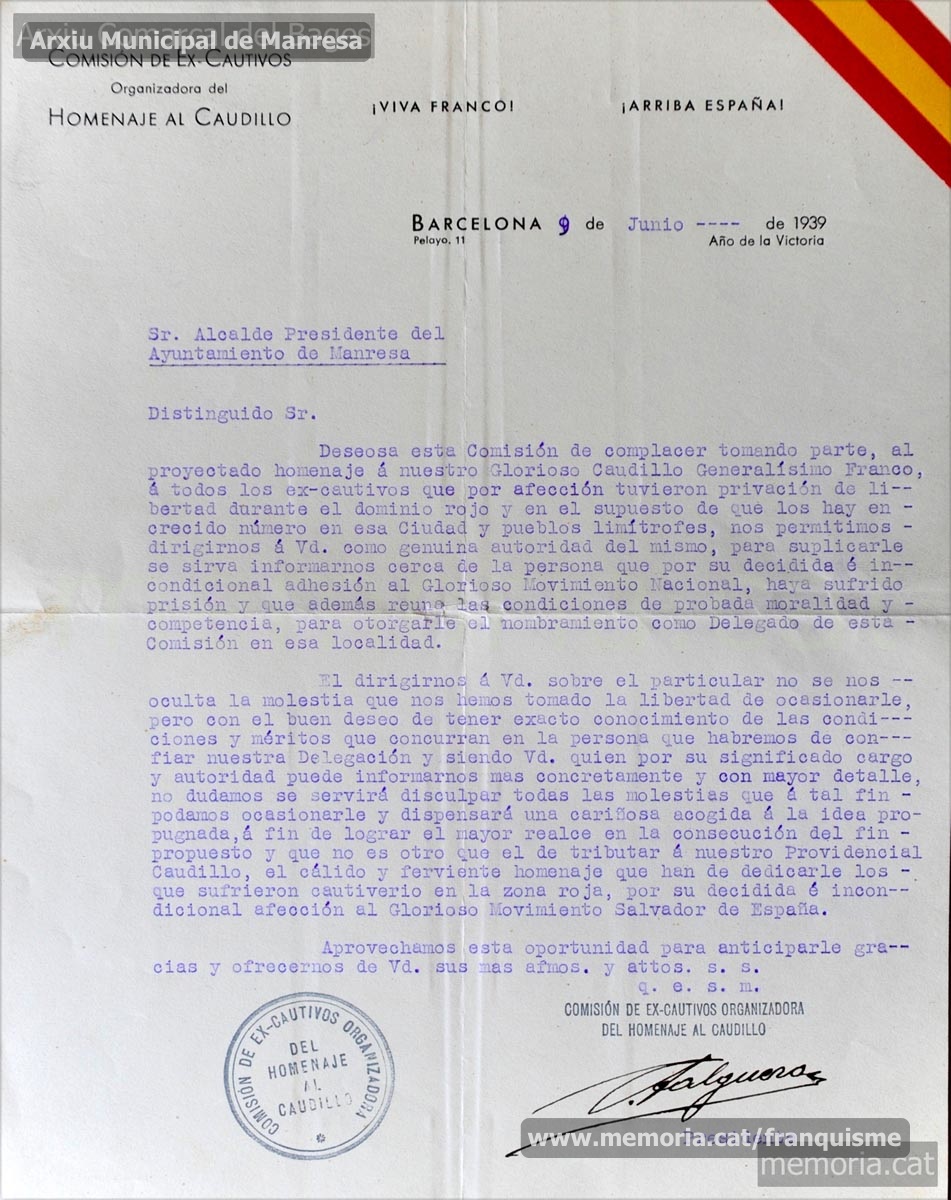 Arxiu Comarcal del Bages
Arxiu Municipal de Manresa
COMISIÓN DE EX-CAUTIVOS
Organizadora del
HOMENAJE AL CAUDILLO
¡VIVA FRANCO! ¡ARRIBA ESPAÑA!
BARCELONA 9 de Junio ---- de 1939
Pelayo, 11 Año de la Victoria
Sr. Alcalde Presidente del
Ayuntamiento de Manresa
Distinguido Sr.
Deseosa esta Comisión de complacer tomando parte, al
proyectado homenaje á nuestro Glorioso Caudillo Generalísimo Franco,
á todos los ex-cautivos que por afección tuvieron privación de li--
bertad durante el dominio rojo y en el supuesto de que los hay en -
crecido número en esa Ciudad y pueblos limítrofes, nos permitimos -
dirigirnos á Vd. como genuina autoridad del mismo, para suplicarle
se sirva informarnos cerca de la persona que por su decidida é in--
condicional adhesión al Glorioso Movimiento Nacional, haya sufrido
prisión y que además reuna las condiciones de probada moralidad y -
competencia, para otorgarle el nombramiento como Delegado de esta -
Comisión en esa localidad.
El dirigirnos á Vd. sobre el particular no se nos --
oculta la molestia que nos hemos tomado la libertad de ocasionarle,
pero con el buen deseo de tener exacto conocimiento de las condi---
ciones y méritos que concurran en la persona que habremos de con---
fiar nuestra Delegación y siendo Vd. quien por su significado cargo
y autoridad puede informarnos mas concretamente y con mayor detalle,
no dudamos se servirá disculpar todas las molestias que á tal fin -
podamos ocasionarle y dispensará una cariñosa acogida á la idea pro-
pugnada,á fin de lograr el mayor realce en la consecución del fin -
propuesto y que no es otro que el de tributar á nuestro Providencial
Caudillo, el cálido y ferviente homenaje que han de dedicarle los -
que sufrieron cautiverio en la zona roja, por su decidida é incon--
dicional afección al Glorioso Movimiento Salvador de España.
Aprovechamos esta oportunidad para anticiparle gra--
cias y ofrecernos de Vd. sus mas afmos. y attos. s. s.
q. e. s. m.
COMISIÓN DE EX-CAUTIVOS ORGANIZADORA
DEL HOMENAJE AL CAUDILLO
COMISIÓN DE EX-CAUTIVOS ORGANIZADORA
DEL
HOMENAJE
AL
CAUDILLO
Falguera
www.memoria.cat/franquisme
memoria.cat